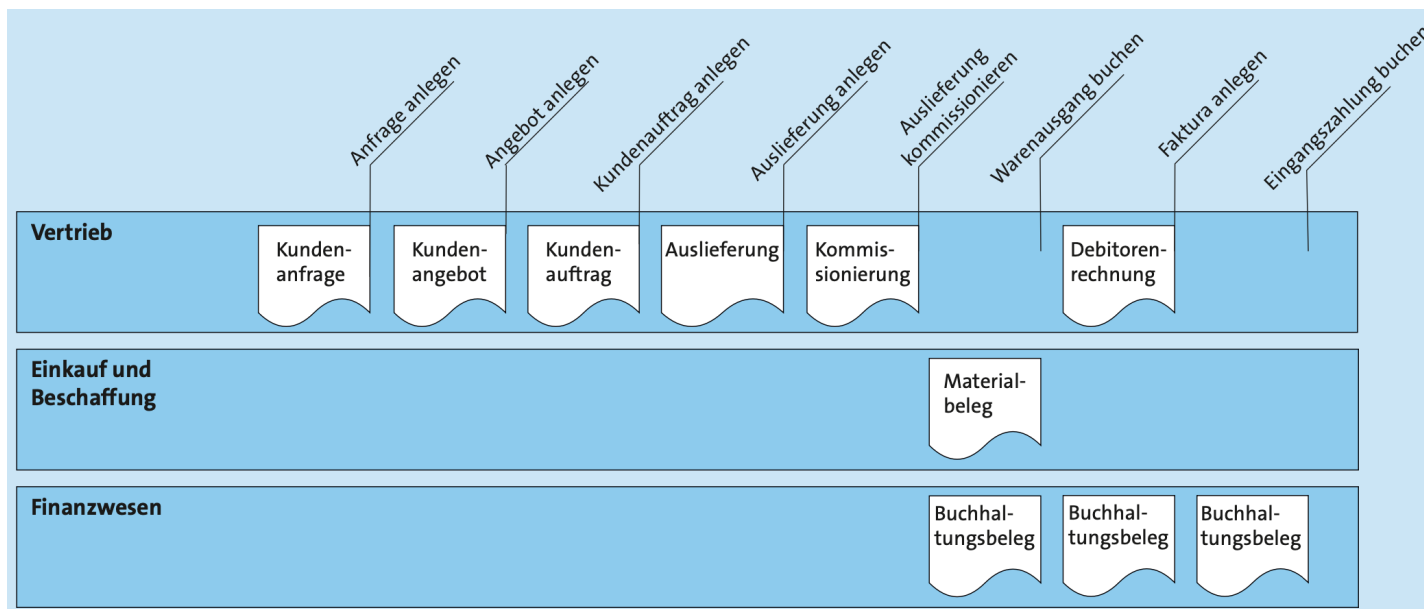 Anfrage anlegen
Angebot anlegen
Kundenauftrag anlegen
Auslieferung anlegen
Auslieferung
kommissionieren
Warenausgang buchen
Faktura anlegen
Eingangszahlung buchen
Vertrieb
Kunden-
anfrage
Kunden-
angebot
Kunden-
auftrag
Auslieferung
Kommis-
sionierung
Debitoren-
rechnung
Einkauf und
Beschaffung
Material-
beleg
Finanzwesen
Buchhal-
tungsbeleg
Buchhal-
tungsbeleg
Buchhal-
tungsbeleg